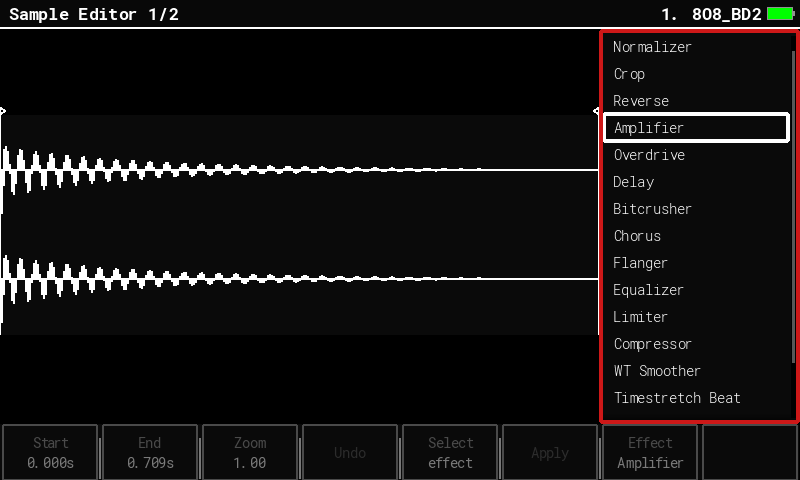 Sample Editor 1/2
1. 808_BD2
Normalizer
Crop
Reverse
Amplifier
Overdrive
Delay
Bitcrusher
Chorus
Flanger
Equalizer
Limiter
Compressor
WT Smoother
Timestretch Beat
Start
0.000s
End
0.709s
Zoom
1.00
Undo
Select
effect
Apply
Effect
Amplifier